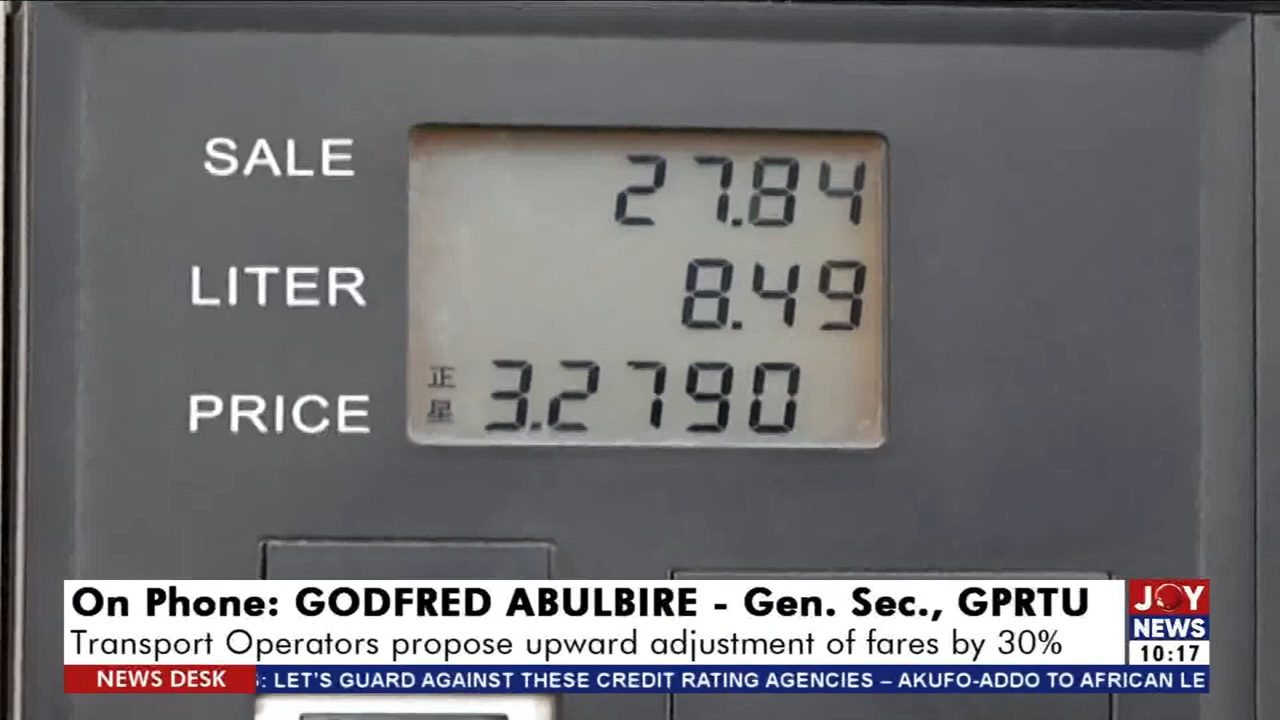 SALE 27.84
LITER 8.49
正星
PRICE 3.2790
On Phone: GODFRED ABULBIRE - Gen. Sec., GPRTU
Transport Operators propose upward adjustment of fares by 30%
JOY
NEWS
10:17
NEWS DESK : LET'S GUARD AGAINST THESE CREDIT RATING AGENCIES – AKUFO-ADDO TO AFRICAN LE